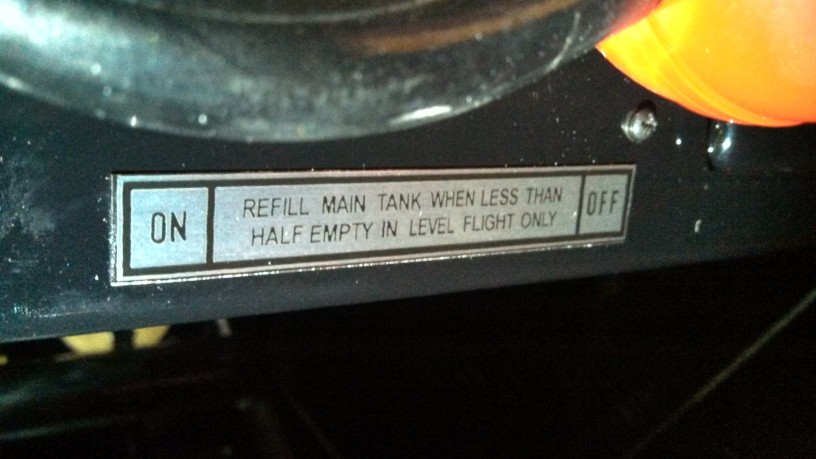 ON
REFILL MAIN TANK WHEN LESS THAN
HALF EMPTY IN LEVEL FLIGHT ONLY
OFF